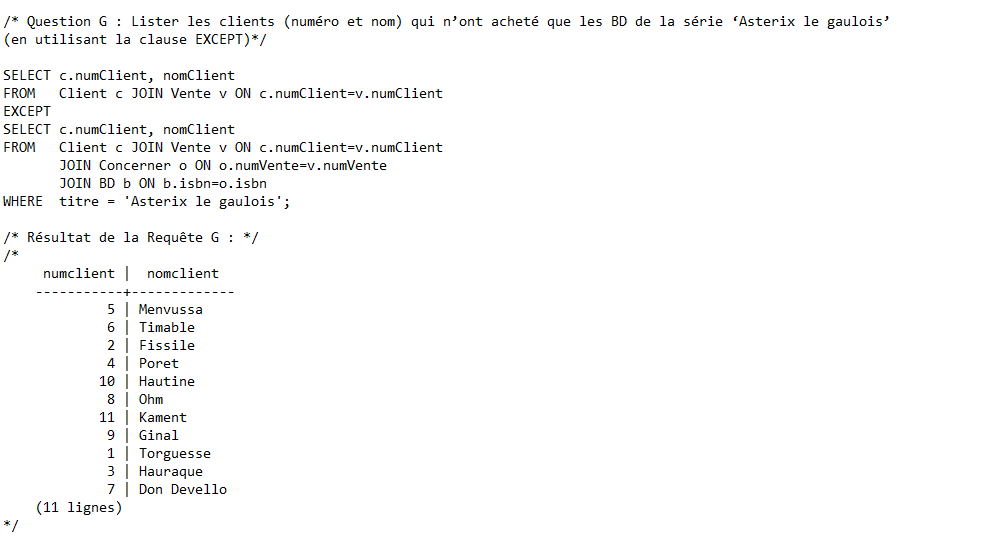 /* Question G : Lister les clients (numéro et nom) qui n’ont acheté que les BD de la série ‘Asterix le gaulois’
(en utilisant la clause EXCEPT)*/
SELECT c.numClient, nomClient
FROM   Client c JOIN Vente v ON c.numClient=v.numClient
EXCEPT
SELECT c.numClient, nomClient
FROM   Client c JOIN Vente v ON c.numClient=v.numClient
       JOIN Concerner o ON o.numVente=v.numVente
       JOIN BD b ON b.isbn=o.isbn
WHERE  titre = 'Asterix le gaulois';
/* Résultat de la Requête G : */
/*
     numclient |  nomclient
    -----------+-------------
             5 | Menvussa
             6 | Timable
             2 | Fissile
             4 | Poret
            10 | Hautine
             8 | Ohm
            11 | Kament
             9 | Ginal
             1 | Torguesse
             3 | Hauraque
             7 | Don Devello
    (11 lignes)
*/